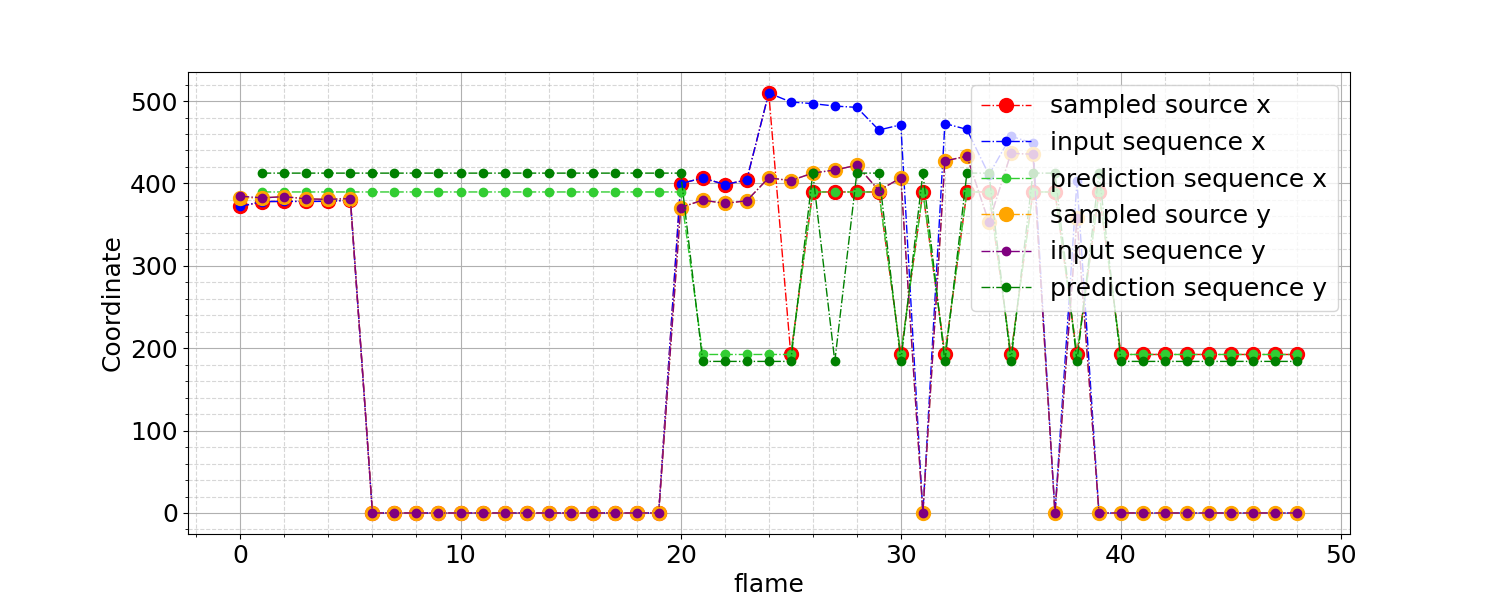 500
400
300
200
100
0
Coordinate
sampled source x
input sequence x
prediction sequence x
sampled source y
input sequence y
prediction sequence y
0 10 20 30 40 50
flame